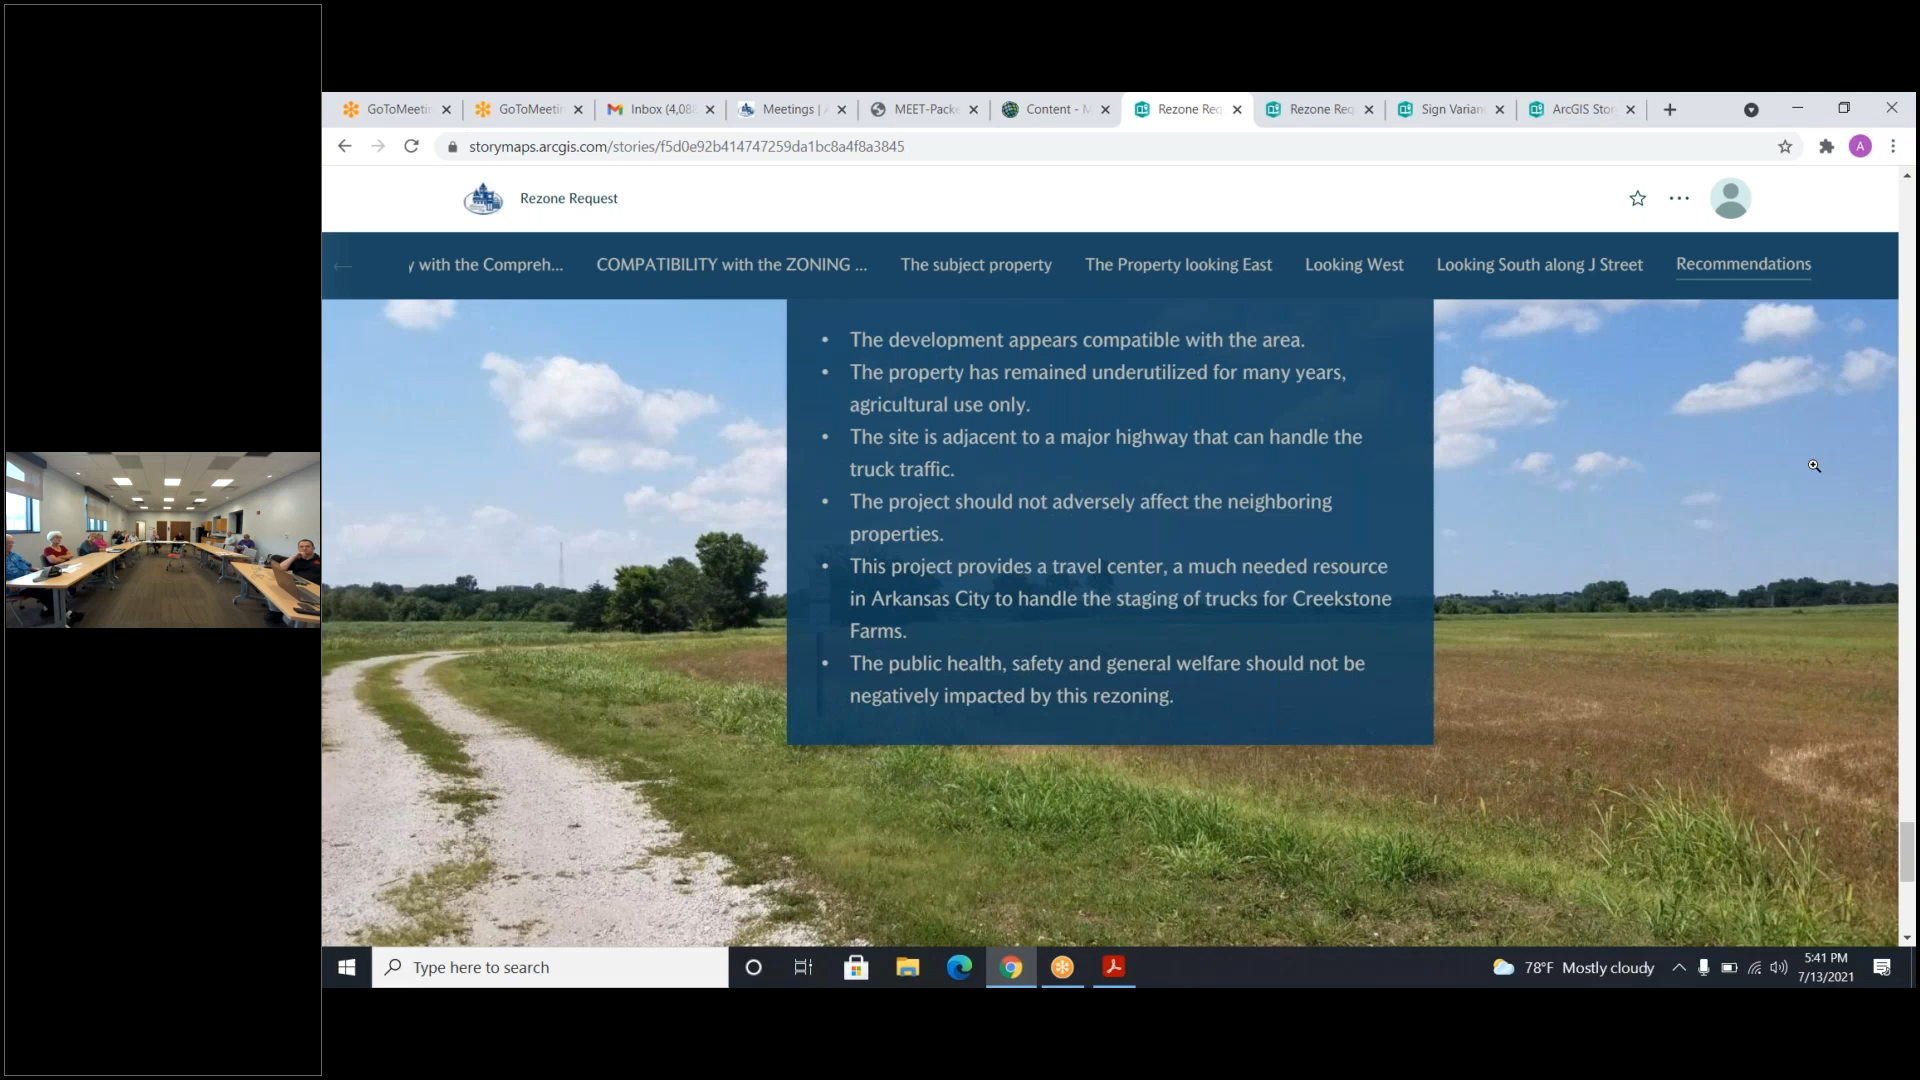 GoToMeetin
GoToMeetin
Inbox (4,08
Meetings |
MEET-Packe
Content - M
Rezone Req
Rezone Req
Sign Varian
ArcGIS Stor
storymaps.arcgis.com/stories/f5d0e92b414747259da1bc8a4f8a3845
A
Rezone Request
y with the Compreh...
COMPATIBILITY with the ZONING ...
The subject property
The Property looking East
Looking West
Looking South along J Street
Recommendations
• The development appears compatible with the area.
• The property has remained underutilized for many years,
agricultural use only.
• The site is adjacent to a major highway that can handle the
truck traffic.
• The project should not adversely affect the neighboring
properties.
• This project provides a travel center, a much needed resource
in Arkansas City to handle the staging of trucks for Creekstone
Farms.
• The public health, safety and general welfare should not be
negatively impacted by this rezoning.
Type here to search
78°F Mostly cloudy
5:41 PM
7/13/2021